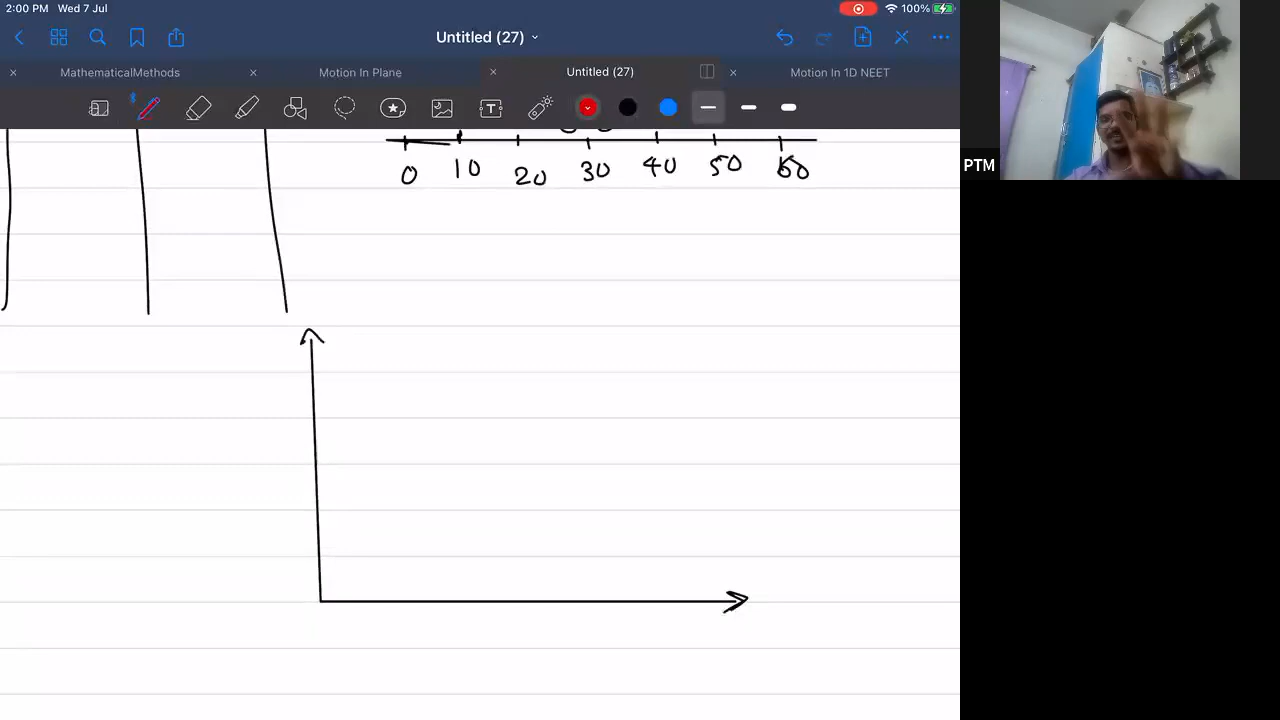 2:00 PM Wed 7 Jul 100%
Untitled (27)
MathematicalMethods Motion In Plane Untitled (27) Motion In 1D NEET
0 10 20 30 40 50 60
PTM